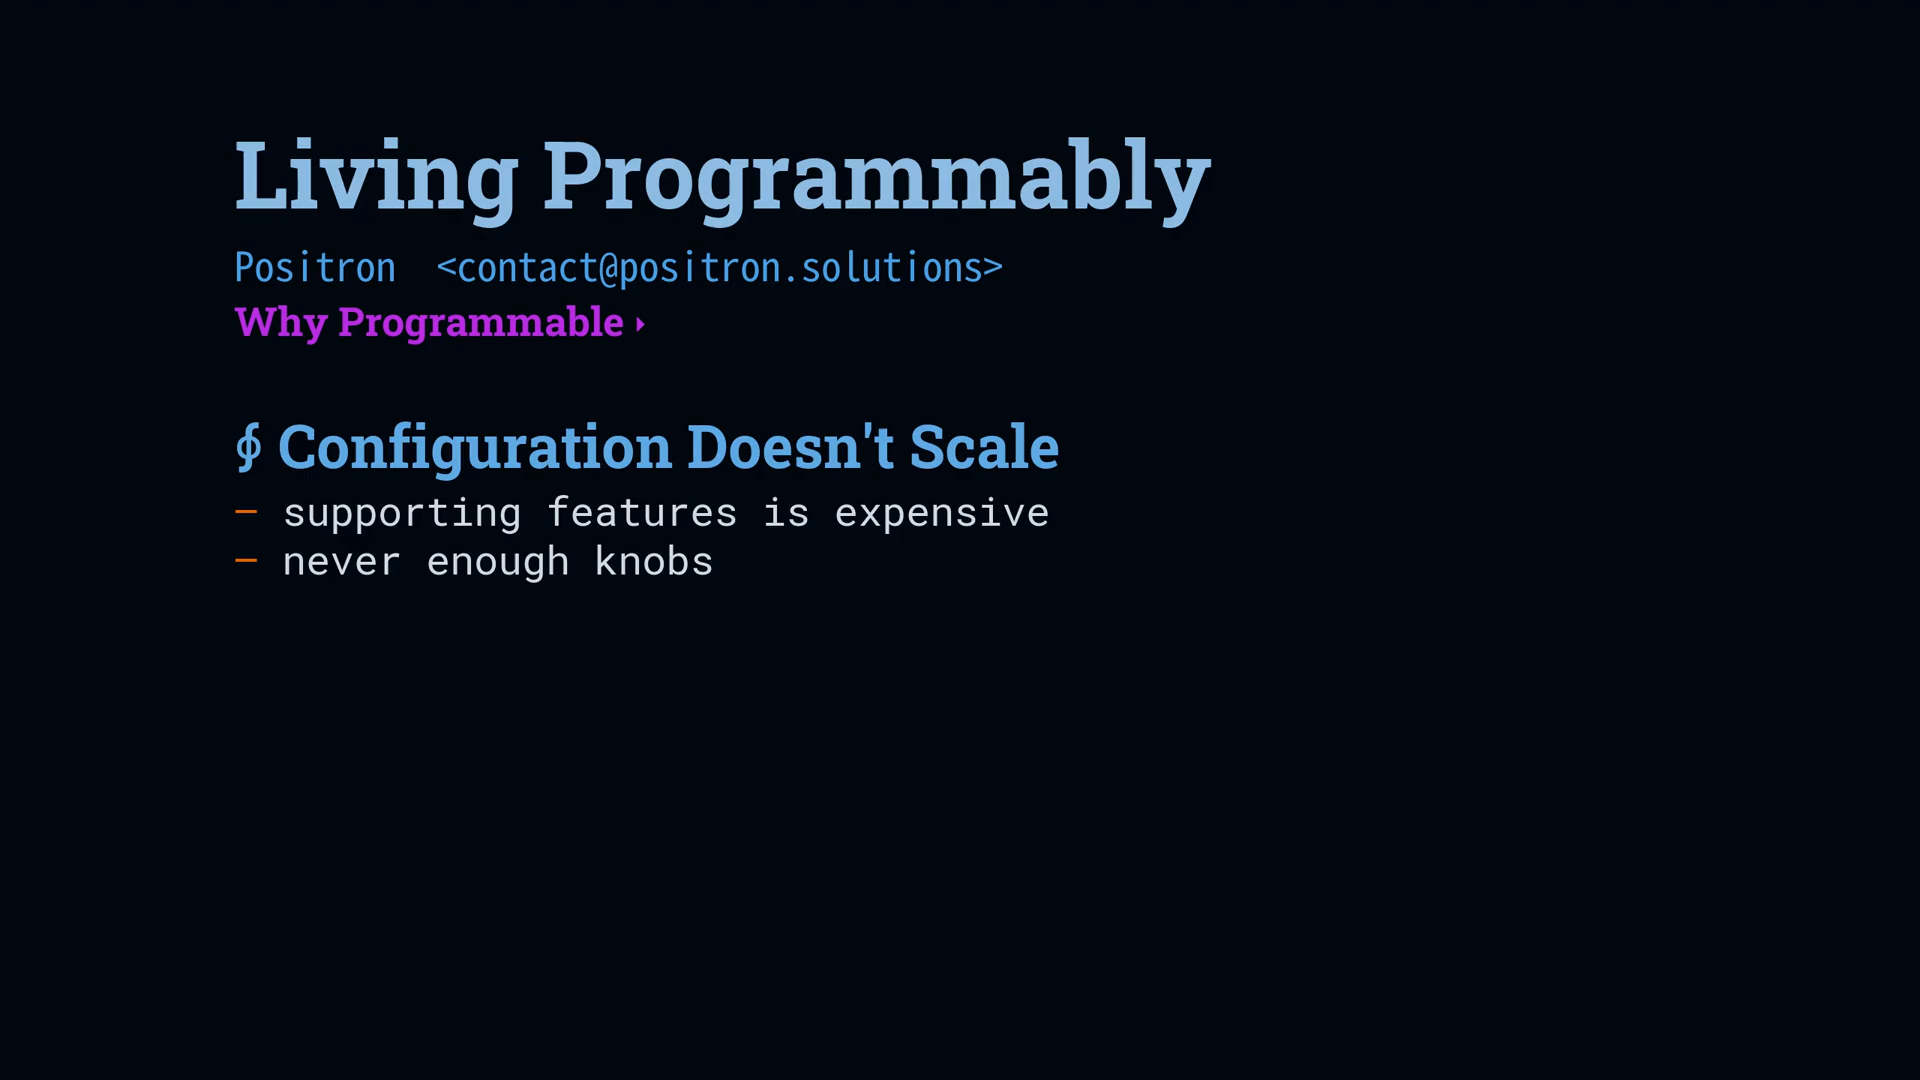 Living Programmably
Positron <contact@positron.solutions>
Why Programmable ‣
∮ Configuration Doesn't Scale
– supporting features is expensive
– never enough knobs